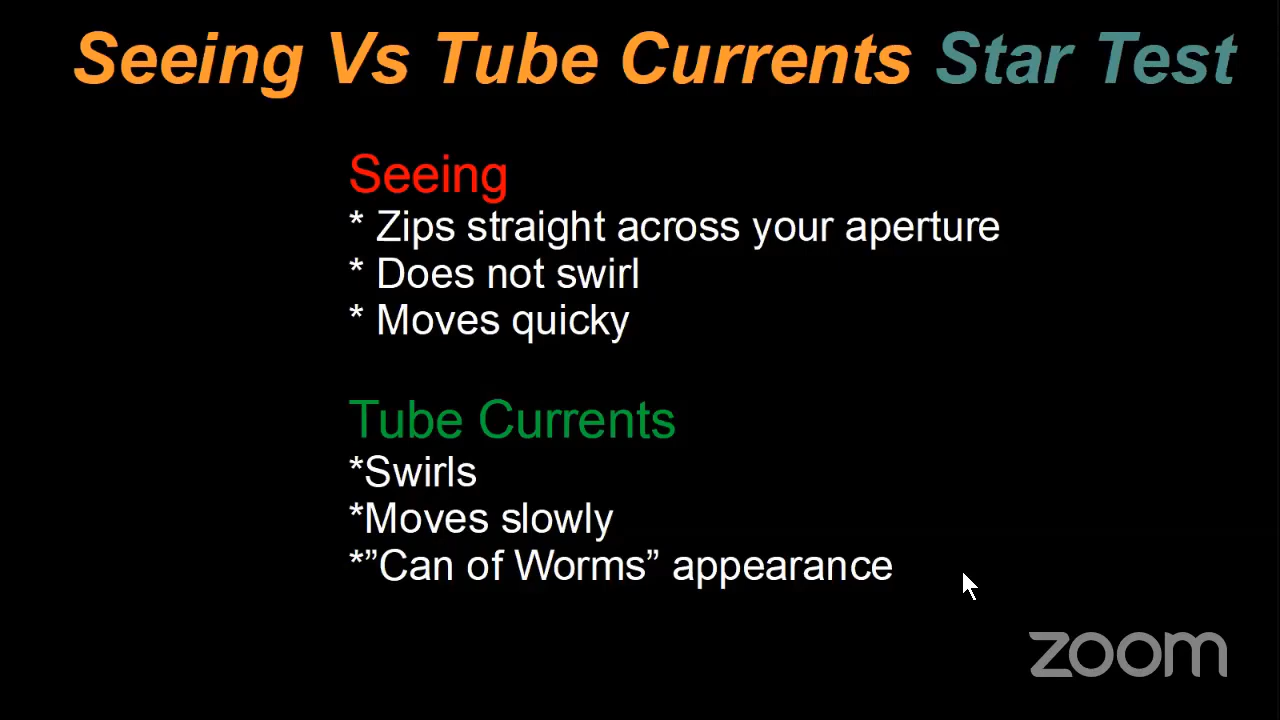 Seeing Vs Tube Currents Star Test
Seeing
* Zips straight across your aperture
* Does not swirl
* Moves quicky
Tube Currents
*Swirls
*Moves slowly
*”Can of Worms” appearance
zoom